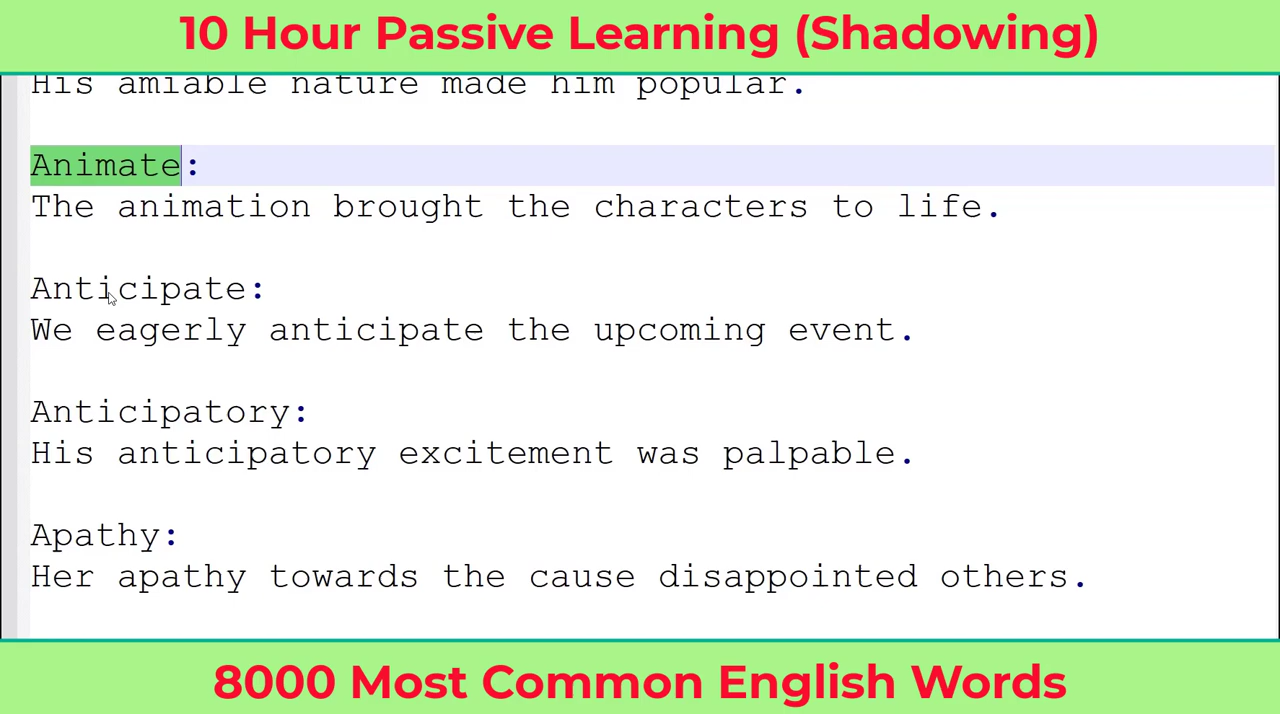 10 Hour Passive Learning (Shadowing)
His amiable nature made him popular.
Animate:
The animation brought the characters to life.
Anticipate:
We eagerly anticipate the upcoming event.
Anticipatory:
His anticipatory excitement was palpable.
Apathy:
Her apathy towards the cause disappointed others.
8000 Most Common English Words